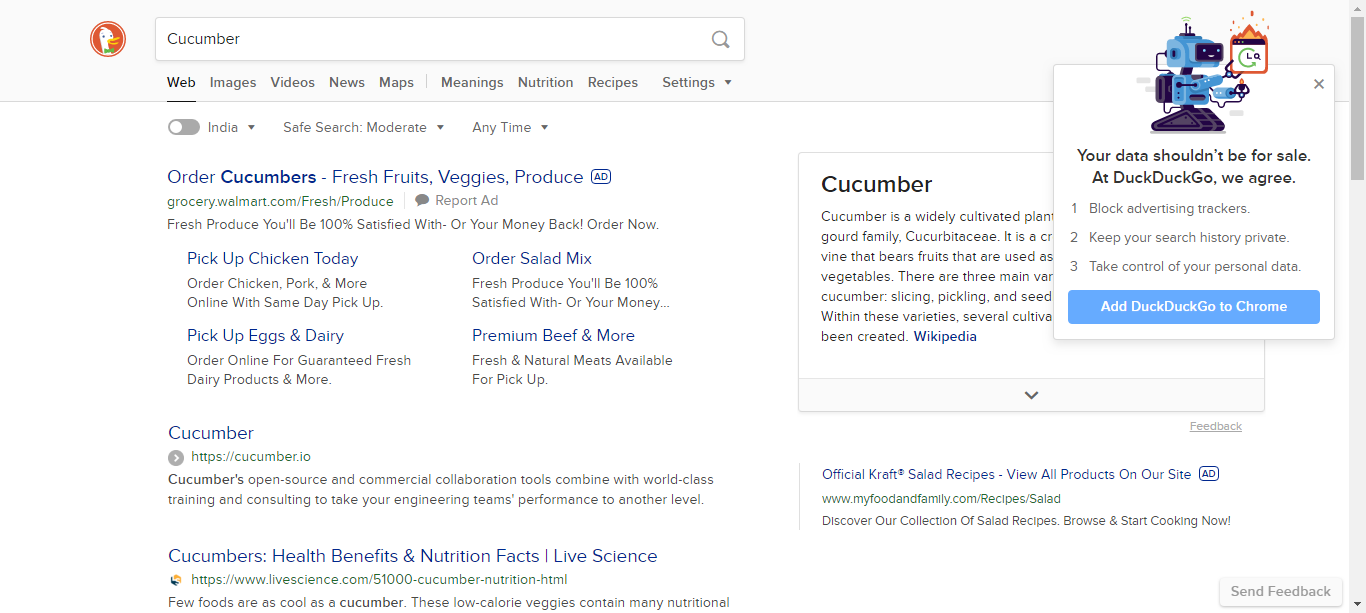 Cucumber
Web Images Videos News Maps Meanings Nutrition Recipes Settings
India Safe Search: Moderate Any Time
Order Cucumbers - Fresh Fruits, Veggies, Produce AD
grocery.walmart.com/Fresh/Produce Report Ad
Fresh Produce You'll Be 100% Satisfied With- Or Your Money Back! Order Now.
Pick Up Chicken Today
Order Chicken, Pork, & More
Online With Same Day Pick Up.
Order Salad Mix
Fresh Produce You'll Be 100%
Satisfied With- Or Your Money...
Pick Up Eggs & Dairy
Order Online For Guaranteed Fresh
Dairy Products & More.
Premium Beef & More
Fresh & Natural Meats Available
For Pick Up.
Cucumber
https://cucumber.io
Cucumber's open-source and commercial collaboration tools combine with world-class
training and consulting to take your engineering teams' performance to another level.
Cucumbers: Health Benefits & Nutrition Facts | Live Science
https://www.livescience.com/51000-cucumber-nutrition-html
Few foods are as cool as a cucumber. These low-calorie veggies contain many nutritional
Cucumber
Cucumber is a widely cultivated plant
gourd family, Cucurbitaceae. It is a cr
vine that bears fruits that are used as
vegetables. There are three main var
cucumber: slicing, pickling, and seed
Within these varieties, several cultiva
been created. Wikipedia
Feedback
Official Kraft® Salad Recipes - View All Products On Our Site AD
www.myfoodandfamily.com/Recipes/Salad
Discover Our Collection Of Salad Recipes. Browse & Start Cooking Now!
Your data shouldn't be for sale.
At DuckDuckGo, we agree.
1 Block advertising trackers.
2 Keep your search history private.
3 Take control of your personal data.
Add DuckDuckGo to Chrome
Send Feedback